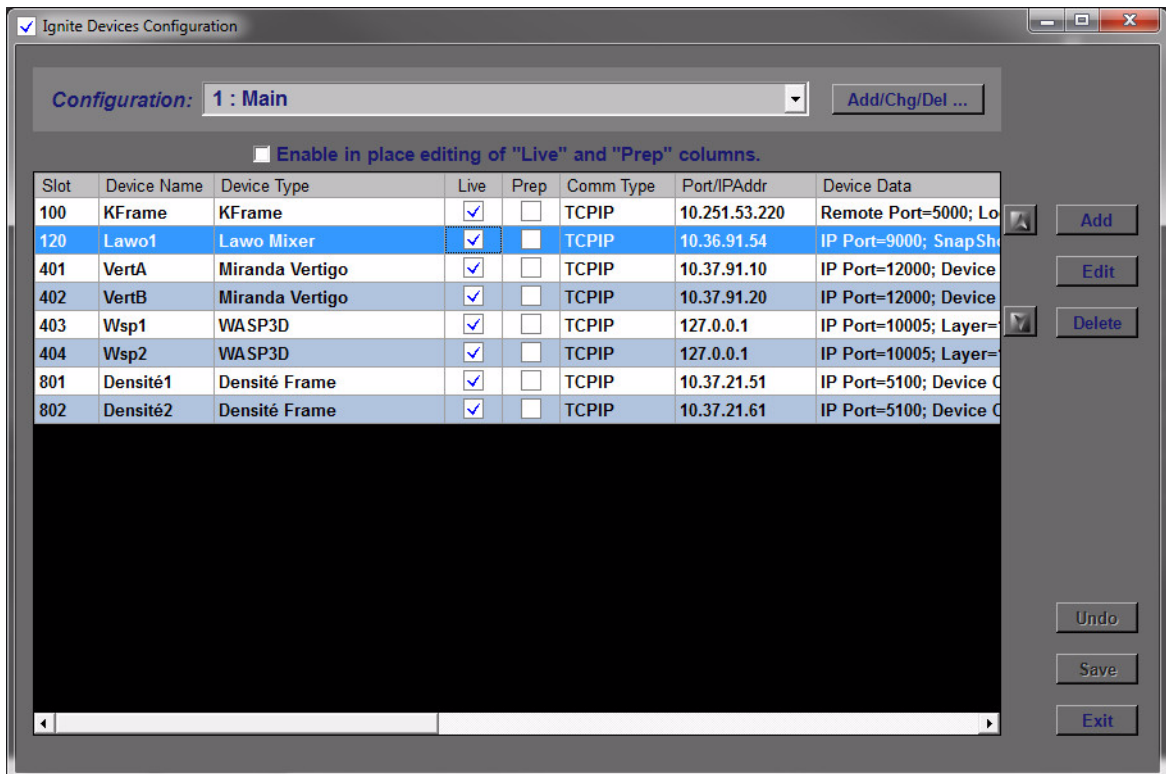 Ignite Devices Configuration
Configuration: 1 : Main Add/Chg/Del ...
Enable in place editing of "Live" and "Prep" columns.
Slot Device Name Device Type Live Prep Comm Type Port/IPAddr Device Data
100 KFrame KFrame TCPIP 10.251.53.220 Remote Port=5000; Lo
120 Lawo1 Lawo Mixer TCPIP 10.36.91.54 IP Port=9000; SnapSh
401 VertA Miranda Vertigo TCPIP 10.37.91.10 IP Port=12000; Device
402 VertB Miranda Vertigo TCPIP 10.37.91.20 IP Port=12000; Device
403 Wsp1 WASP3D TCPIP 127.0.0.1 IP Port=10005; Layer=
404 Wsp2 WASP3D TCPIP 127.0.0.1 IP Port=10005; Layer=
801 Densité1 Densité Frame TCPIP 10.37.21.51 IP Port=5100; Device
802 Densité2 Densité Frame TCPIP 10.37.21.61 IP Port=5100; Device
Add
Edit
Delete
Undo
Save
Exit